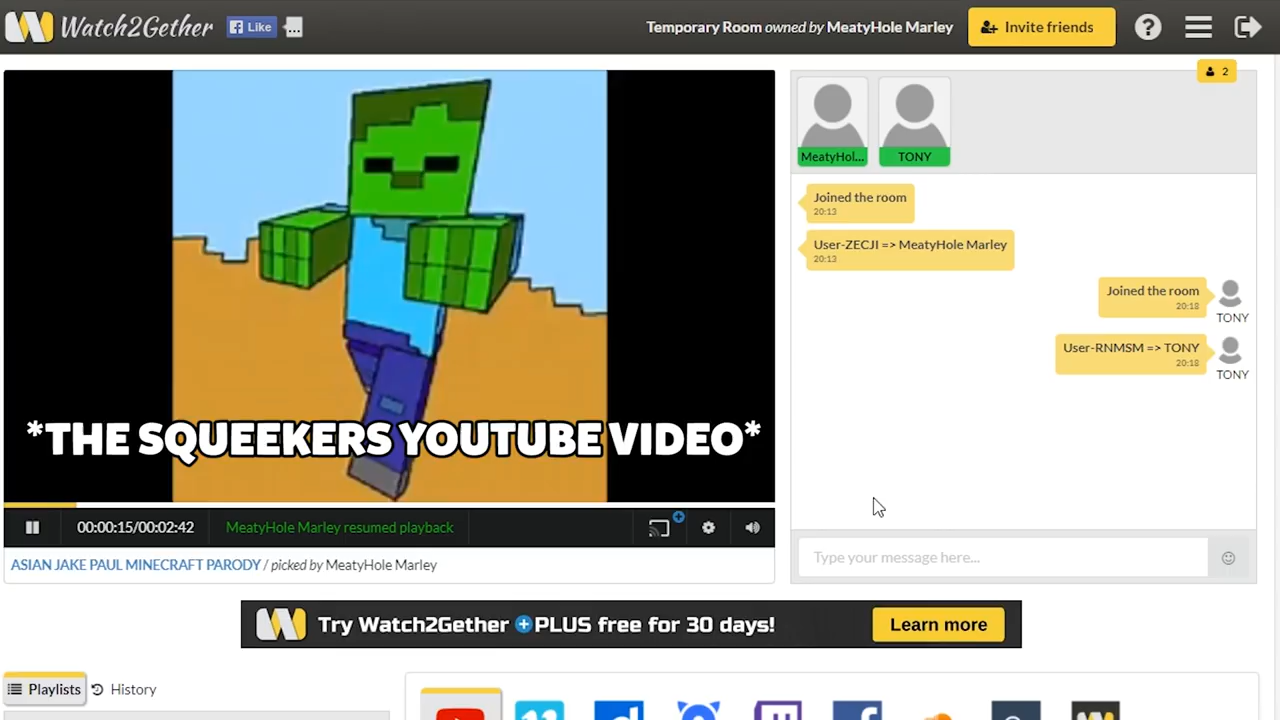 Watch2Gether
Like
...
Temporary Room owned by MeatyHole Marley
Invite friends
?
2
MeatyHol...
TONY
Joined the room
20:13
User-ZECJI => MeatyHole Marley
20:13
Joined the room
20:18
TONY
User-RNMSM => TONY
20:18
TONY
*THE SQUEEKERS YOUTUBE VIDEO*
00:00:15/00:02:42
MeatyHole Marley resumed playback
ASIAN JAKE PAUL MINECRAFT PARODY / picked by MeatyHole Marley
Type your message here...
Try Watch2Gether +PLUS free for 30 days!
Learn more
Playlists
History